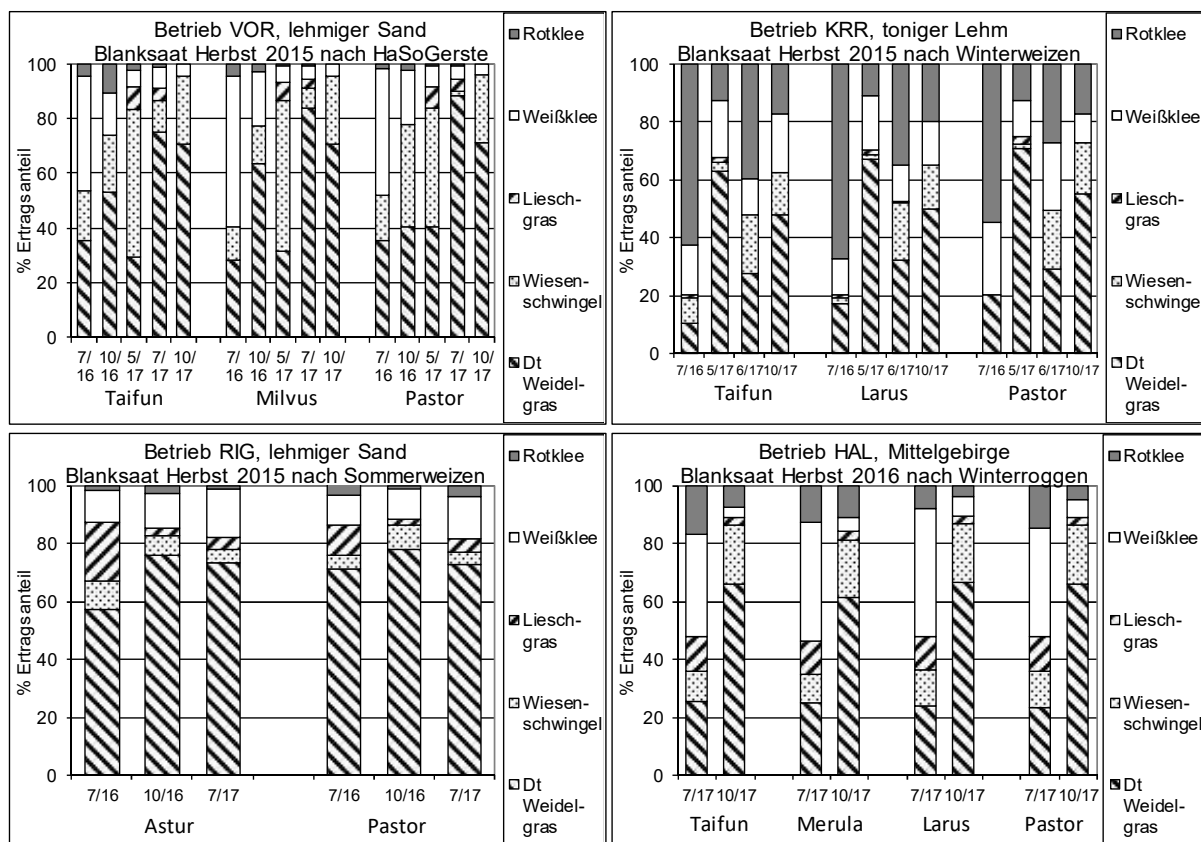 Betrieb VOR, lehmiger Sand
Blanksaat Herbst 2015 nach HaSoGerste
% Ertragsanteil
100
80
60
40
20
0
7/16 10/16 5/17 7/17 10/17
7/16 10/16 5/17 7/17 10/17
7/16 10/16 5/17 7/17 10/17
Taifun Milvus Pastor
Rotklee
Weißklee
Liesch-
gras
Wiesen-
schwingel
Dt
Weidel-
gras
Betrieb KRR, toniger Lehm
Blanksaat Herbst 2015 nach Winterweizen
% Ertragsanteil
100
80
60
40
20
0
7/16 5/17 6/17 10/17 7/16 5/17 6/17 10/17 7/16 5/17 6/17 10/17
Taifun Larus Pastor
Rotklee
Weißklee
Liesch-
gras
Wiesen-
schwingel
Dt
Weidel-
gras
Betrieb RIG, lehmiger Sand
Blanksaat Herbst 2015 nach Sommerweizen
% Ertragsanteil
100
80
60
40
20
0
7/16 10/16 7/17 7/16 10/16 7/17
Astur Pastor
Rotklee
Weißklee
Liesch-
gras
Wiesen-
schwingel
Dt
Weidel-
gras
Betrieb HAL, Mittelgebirge
Blanksaat Herbst 2016 nach Winterroggen
% Ertragsanteil
100
80
60
40
20
0
7/17 10/17 7/17 10/17 7/17 10/17 7/17 10/17
Taifun Merula Larus Pastor
Rotklee
Weißklee
Liesch-
gras
Wiesen-
schwingel
Dt
Weidel-
gras